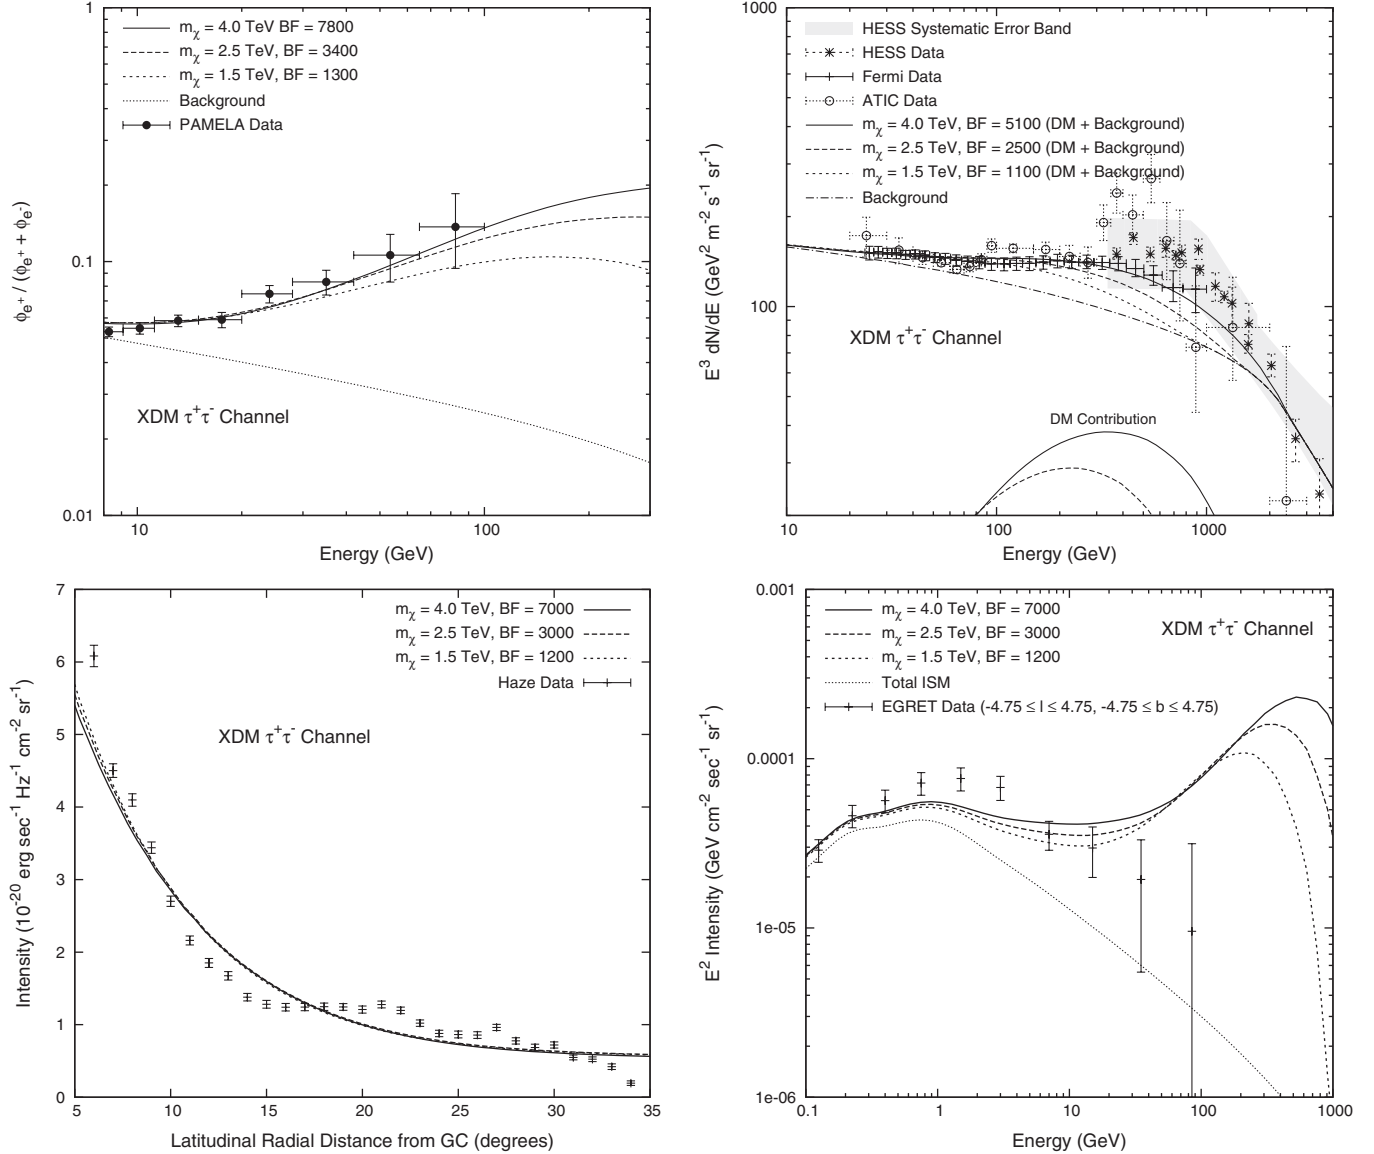 1
0.1
0.01
10
100
m_χ = 4.0 TeV BF = 7800
m_χ = 2.5 TeV, BF = 3400
m_χ = 1.5 TeV, BF = 1300
Background
PAMELA Data
XDM τ⁺τ⁻ Channel
ϕ_e⁺ / (ϕ_e⁺ + ϕ_e⁻)
Energy (GeV)
1000
100
10
100
1000
HESS Systematic Error Band
HESS Data
Fermi Data
ATIC Data
m_χ = 4.0 TeV, BF = 5100 (DM + Background)
m_χ = 2.5 TeV, BF = 2500 (DM + Background)
m_χ = 1.5 TeV, BF = 1100 (DM + Background)
Background
XDM τ⁺τ⁻ Channel
DM Contribution
E³ dN/dE (GeV² m⁻² s⁻¹ sr⁻¹)
Energy (GeV)
7
6
5
4
3
2
1
0
5
10
15
20
25
30
35
m_χ = 4.0 TeV, BF = 7000
m_χ = 2.5 TeV, BF = 3000
m_χ = 1.5 TeV, BF = 1200
Haze Data
XDM τ⁺τ⁻ Channel
Intensity (10⁻²⁰ erg sec⁻¹ Hz⁻¹ cm⁻² sr⁻¹)
Latitudinal Radial Distance from GC (degrees)
0.001
0.0001
1e-05
1e-06
0.1
1
10
100
1000
m_χ = 4.0 TeV, BF = 7000
m_χ = 2.5 TeV, BF = 3000
m_χ = 1.5 TeV, BF = 1200
Total ISM
EGRET Data (-4.75 ≤ l ≤ 4.75, -4.75 ≤ b ≤ 4.75)
XDM τ⁺τ⁻ Channel
E² Intensity (GeV cm⁻² sec⁻¹ sr⁻¹)
Energy (GeV)